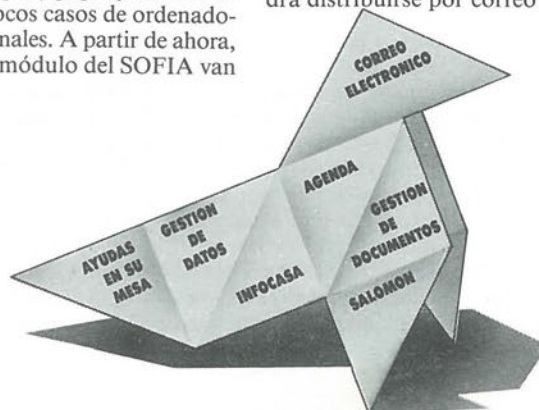 pocos casos de ordenado-
nales. A partir de ahora,
módulo del SOFIA van
drá distribuirse por correo
CORREO
ELECTRONICO
AGENDA
GESTION
DE
DATOS
GESTION
DE
DOCUMENTOS
AYUDAS
EN SU
MESA
INFOCASA
SALOMON